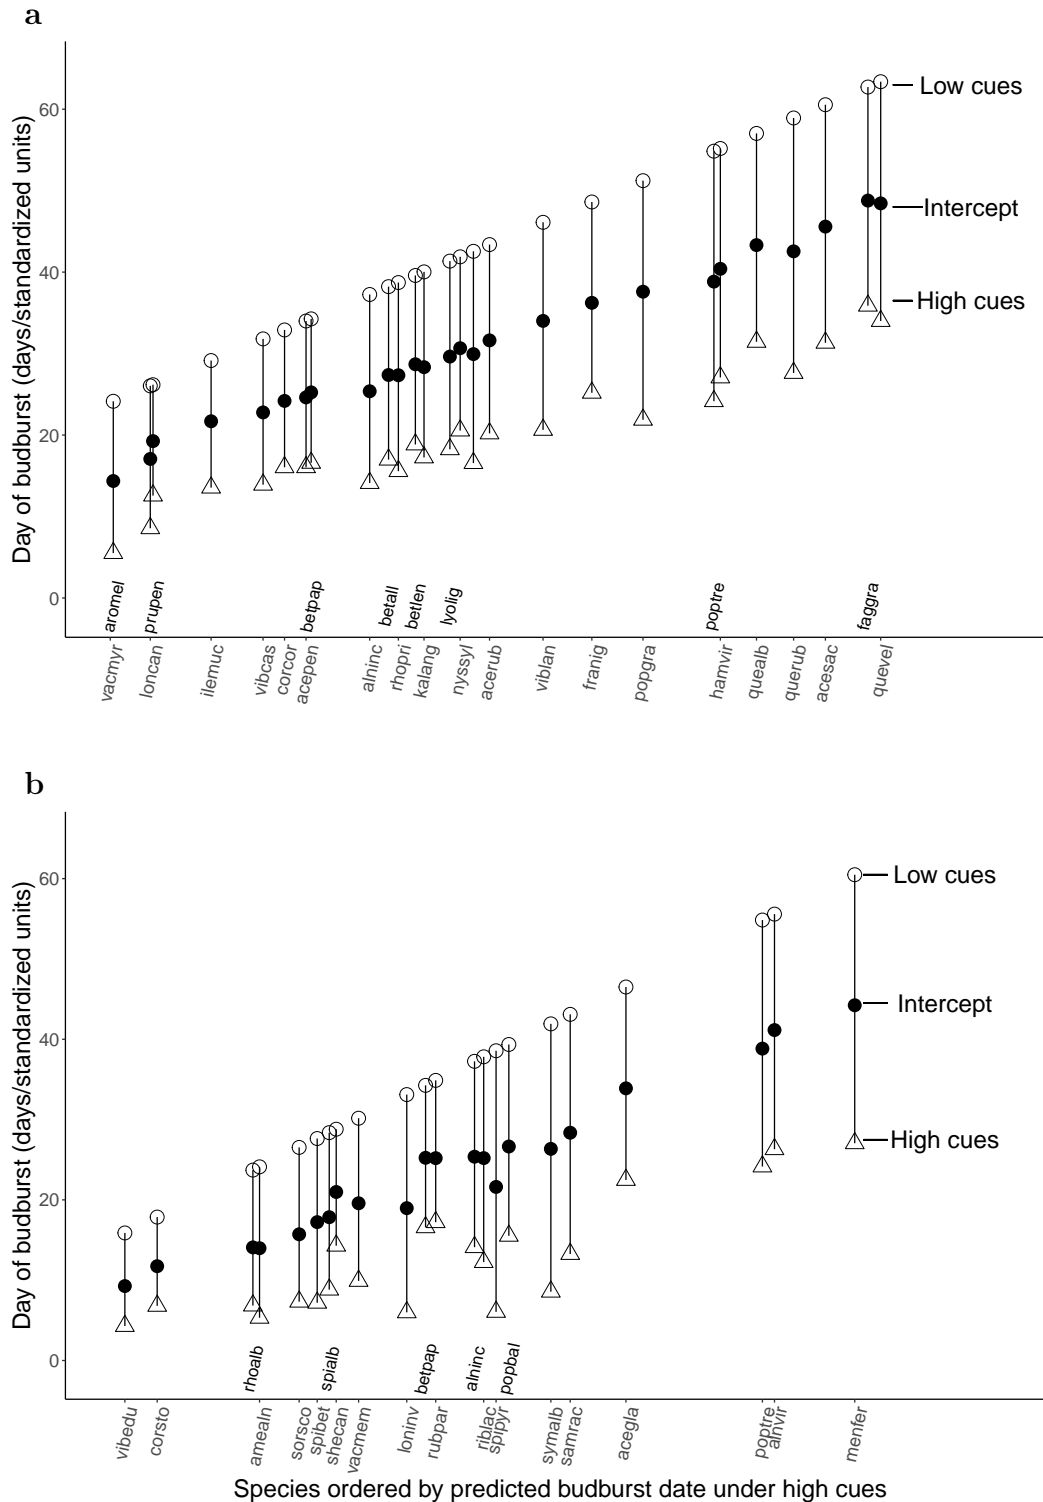 a
Day of budburst (days/standardized units)
60
40
20
0
Low cues
Intercept
High cues
aromel
prupen
betpap
betall
betlen
lyolig
poptre
faggra
vacmyr
loncan
ilemuc
vibcas
corcor
acepen
alninc
rhopri
kalang
nyssyl
acerub
viblan
franig
popgra
hamvir
quealb
querub
acesac
quevel
b
Day of budburst (days/standardized units)
60
40
20
0
Low cues
Intercept
High cues
rhoalb
spialb
betpap
alninc
popbal
vibedu
corsto
amealn
sorsco
spibet
shecan
vacmem
loninv
rubpar
riblac
spipyr
symalb
samrac
acegla
poptre
alnvir
menfer
Species ordered by predicted budburst date under high cues